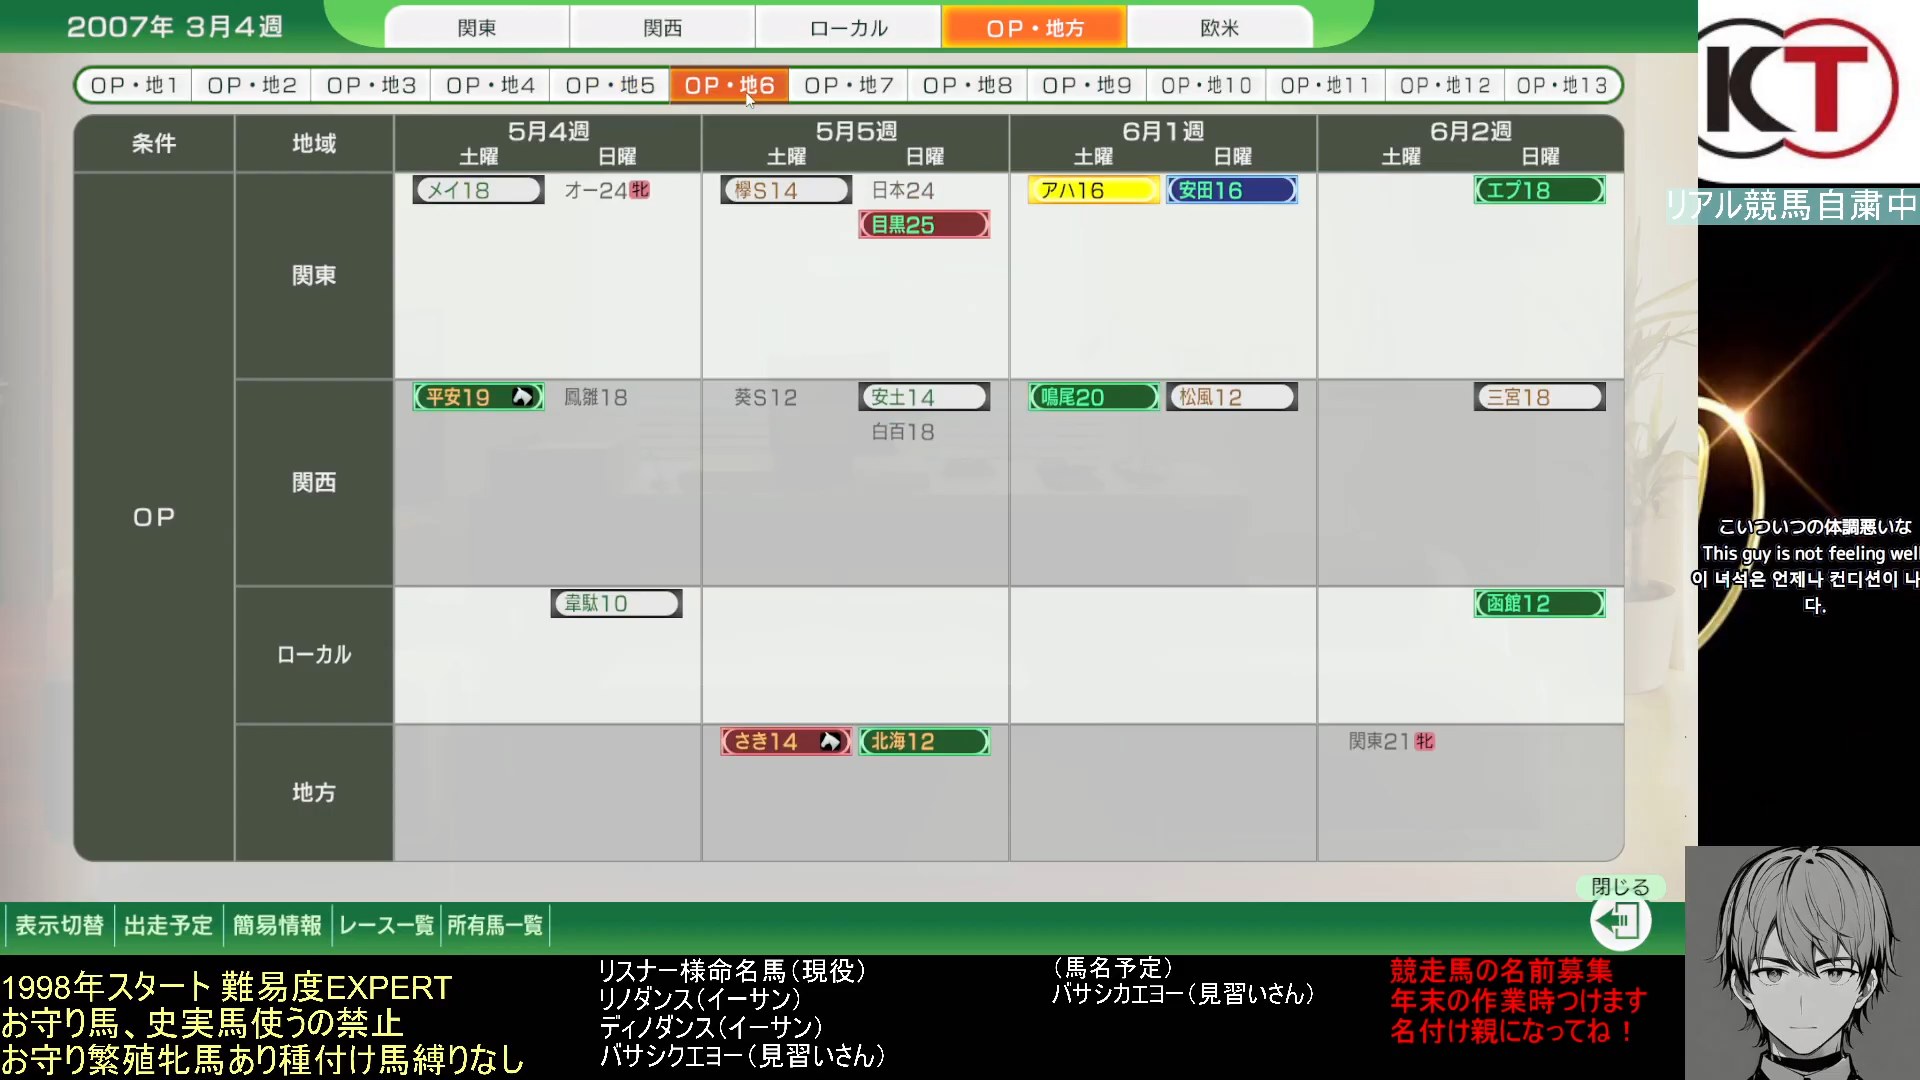 2007年 3月4週
関東 関西 ローカル OP・地方 欧米
OP・地1 OP・地2 OP・地3 OP・地4 OP・地5 OP・地6 OP・地7 OP・地8 OP・地9 OP・地10 OP・地11 OP・地12 OP・地13
条件 地域 5月4週 5月5週 6月1週 6月2週
土曜 日曜 土曜 日曜 土曜 日曜 土曜 日曜
OP
関東
メイ18 オー24牝 欅S14 日本24 アハ16 安田16 エプ18
目黒25
関西
平安19 鳳雛18 葵S12 安土14 鳴尾20 松風12 三宮18
白百18
ローカル
韋駄10 函館12
地方
さき14 北海12 関東21牝
閉じる
表示切替 出走予定 簡易情報 レース一覧 所有馬一覧
KT
リアル競馬自粛中
こいついつの体調悪いな
This guy is not feeling well
이 녀석은 언제나 컨디션이 나
다.
1998年スタート 難易度EXPERT
お守り馬、史実馬使うの禁止
お守り繁殖牝馬あり種付け馬縛りなし
リスナー様命名馬（現役）
リノダンス（イーサン）
ディノダンス（イーサン）
バサシクエヨー（見習いさん）
（馬名予定）
バサシカエヨー（見習いさん）
競走馬の名前募集
年末の作業時つけます
名付け親になってね！